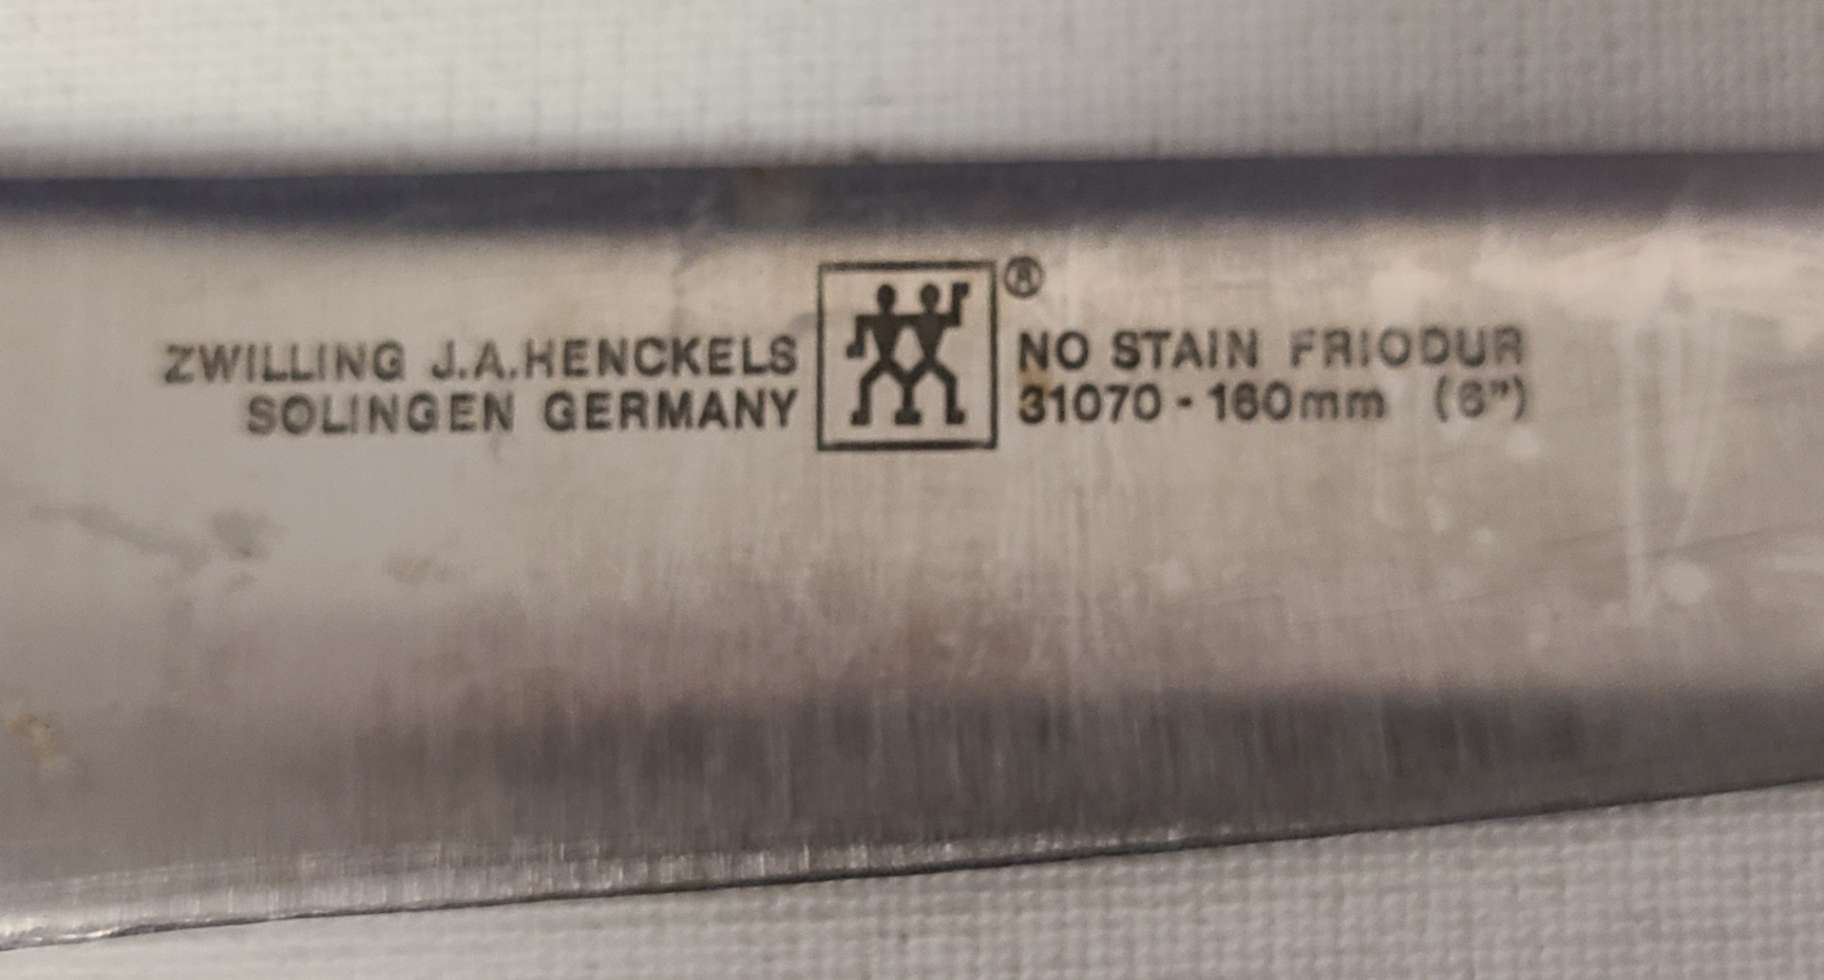 ZWILLING J.A.HENCKELS
SOLINGEN GERMANY
®
NO STAIN FRIODUR
31070 - 160mm (6")